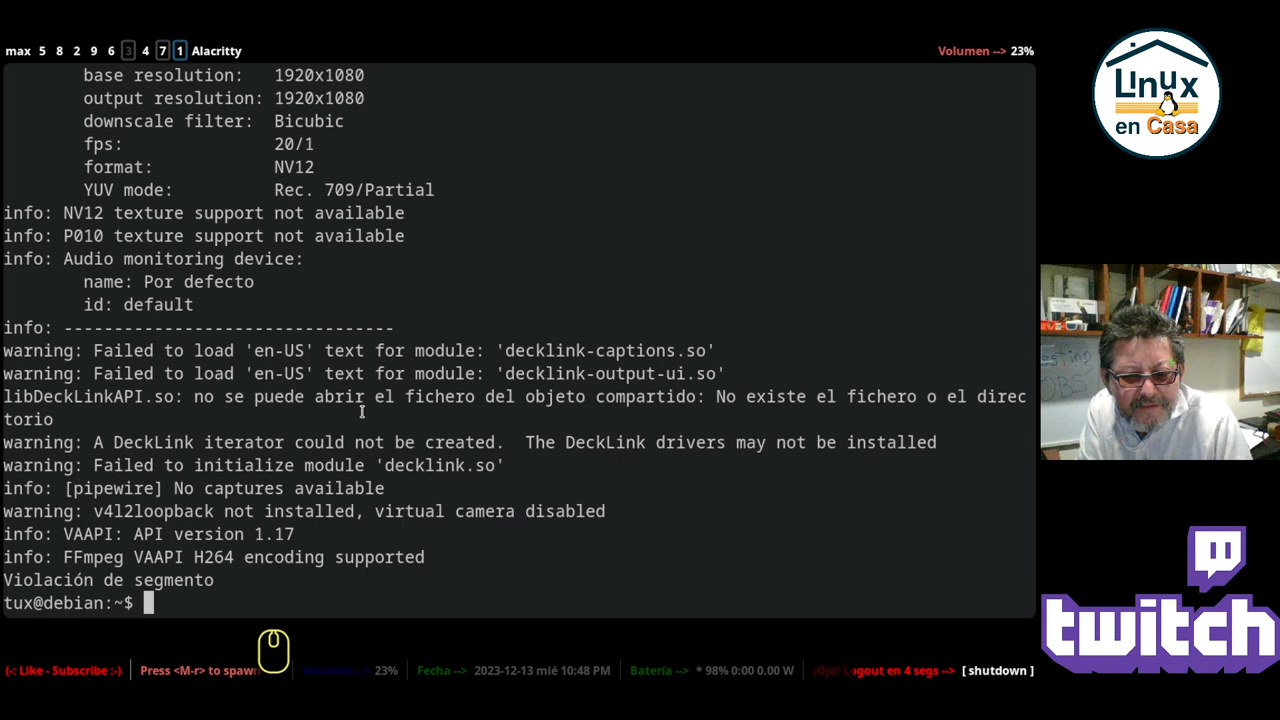 max 5 8 2 9 6 3 4 7 1 Alacritty
Volumen --> 23%
base resolution: 1920x1080
output resolution: 1920x1080
downscale filter: Bicubic
fps: 20/1
format: NV12
YUV mode: Rec. 709/Partial
info: NV12 texture support not available
info: P010 texture support not available
info: Audio monitoring device:
name: Por defecto
id: default
info: ---------------------------------
warning: Failed to load 'en-US' text for module: 'decklink-captions.so'
warning: Failed to load 'en-US' text for module: 'decklink-output-ui.so'
libDeckLinkAPI.so: no se puede abrir el fichero del objeto compartido: No existe el fichero o el direc
torio
warning: A DeckLink iterator could not be created.  The DeckLink drivers may not be installed
warning: Failed to initialize module 'decklink.so'
info: [pipewire] No captures available
warning: v4l2loopback not installed, virtual camera disabled
info: VAAPI: API version 1.17
info: FFmpeg VAAPI H264 encoding supported
Violación de segmento
tux@debian:~$
(-: Like - Subscribe :-)
Press <M-r> to spawn
Volumen --> 23%
Fecha --> 2023-12-13 mié 10:48 PM
Batería --> * 98% 0:00 0.00 W
¡Ojo! Logout en 4 segs --> [ shutdown ]
Linux
en Casa
OBS
twitch